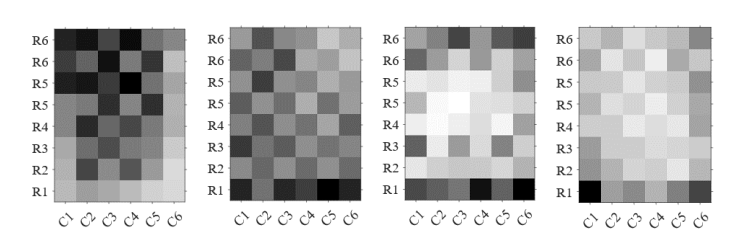 R6 R6 R6 R6
R6 R6 R6 R6
R5 R5 R5 R5
R5 R5 R5 R5
R4 R4 R4 R4
R3 R3 R3 R3
R2 R2 R2 R2
R1 R1 R1 R1
C1 C2 C3 C4 C5 C6 C1 C2 C3 C4 C5 C6 C1 C2 C3 C4 C5 C6 C1 C2 C3 C4 C5 C6